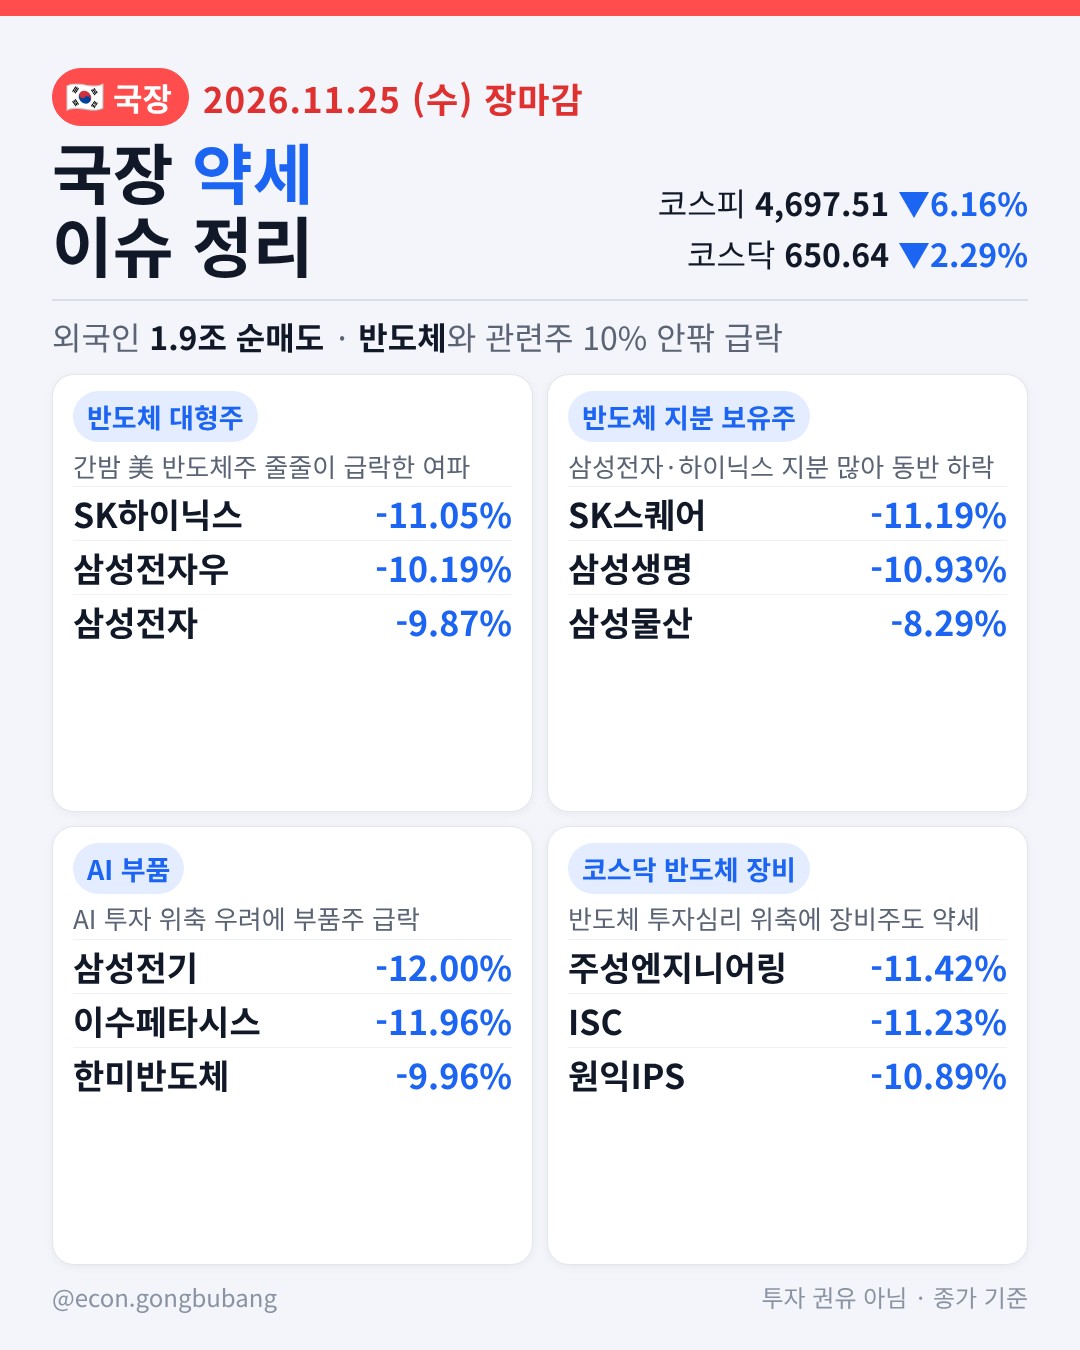 국장 2026.11.25 (수) 장마감
국장 약세
이슈 정리
코스피 4,697.51 ▼6.16%
코스닥 650.64 ▼2.29%
외국인 1.9조 순매도 · 반도체와 관련주 10% 안팎 급락
반도체 대형주
간밤 美 반도체주 줄줄이 급락한 여파
SK하이닉스 -11.05%
삼성전자우 -10.19%
삼성전자 -9.87%
반도체 지분 보유주
삼성전자·하이닉스 지분 많아 동반 하락
SK스퀘어 -11.19%
삼성생명 -10.93%
삼성물산 -8.29%
AI 부품
AI 투자 위축 우려에 부품주 급락
삼성전기 -12.00%
이수페타시스 -11.96%
한미반도체 -9.96%
코스닥 반도체 장비
반도체 투자심리 위축에 장비주도 약세
주성엔지니어링 -11.42%
ISC -11.23%
원익IPS -10.89%
@econ.gongbubang
투자 권유 아님 · 종가 기준